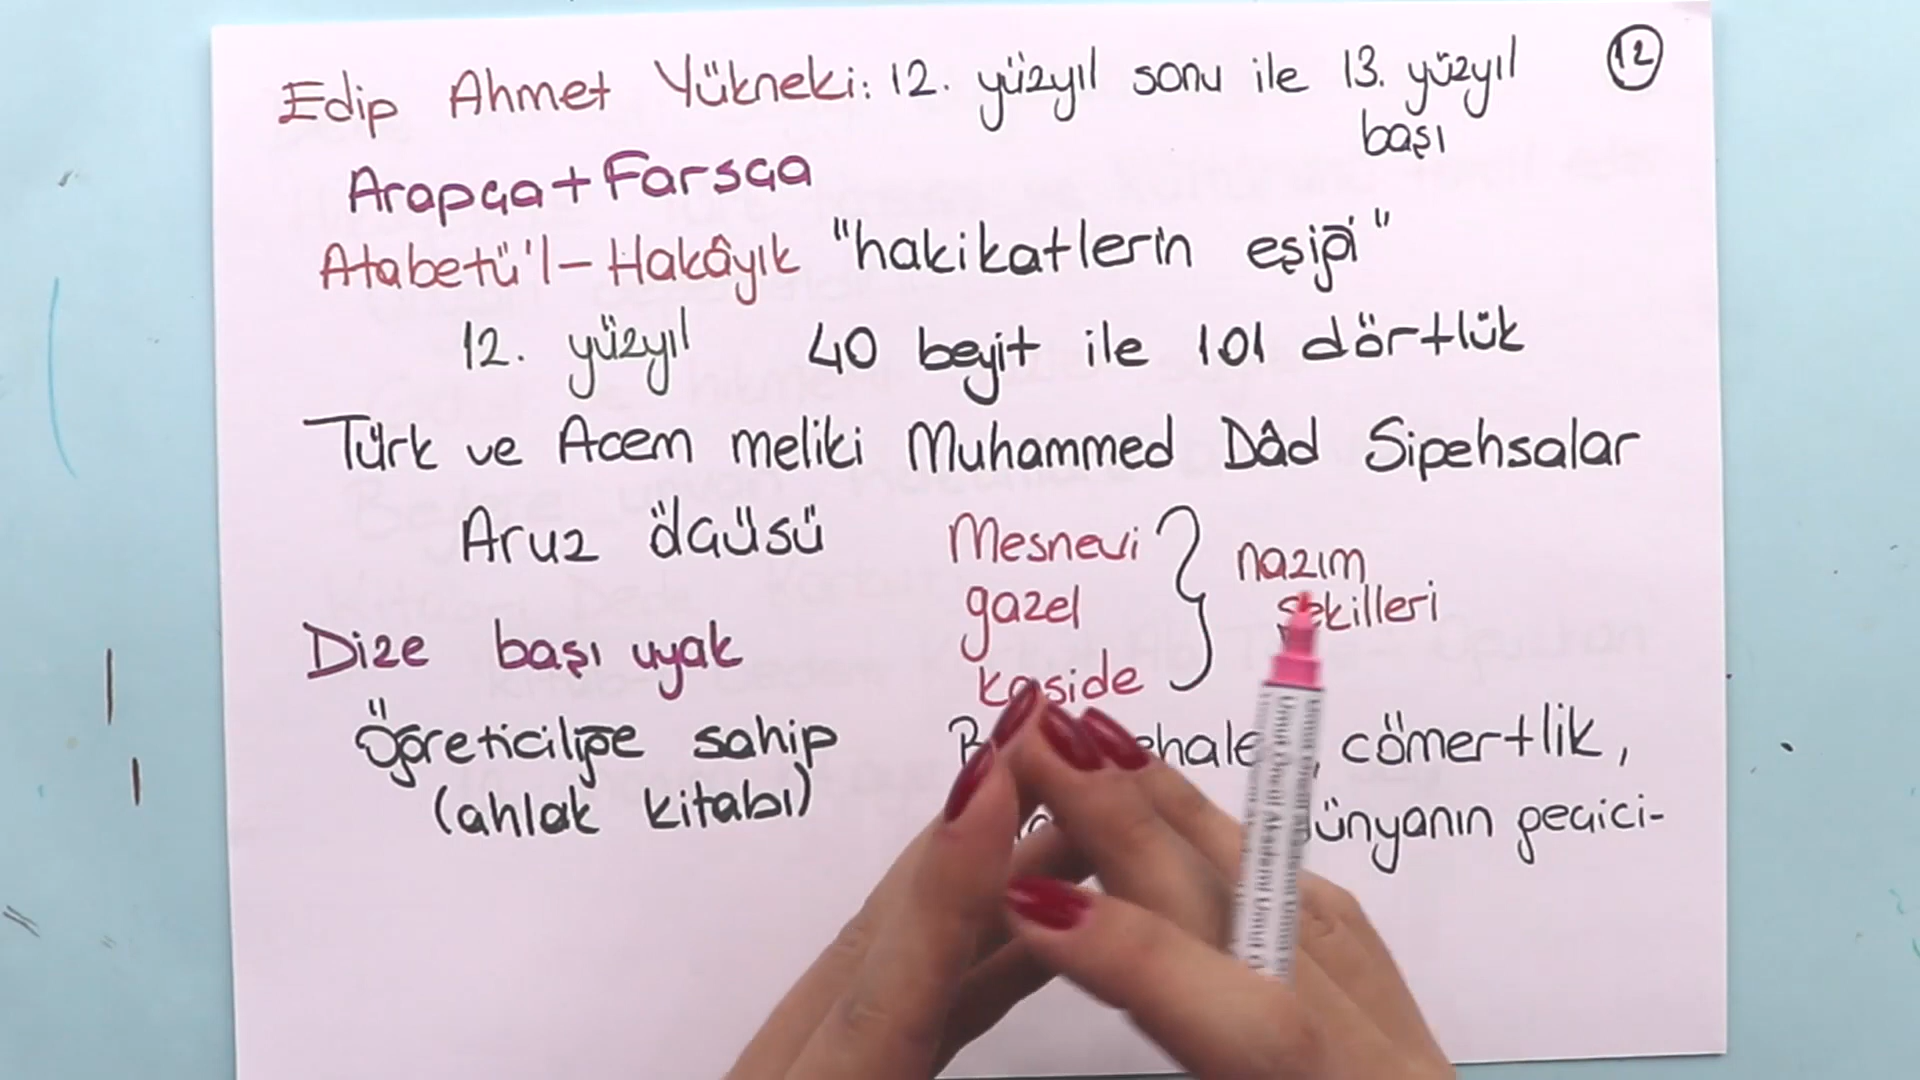 Edip Ahmet Yükneki: 12. yüzyıl sonu ile 13. yüzyıl başı
12
Arapça + Farsça
Atabetü'l-Hakâyık "hakikatlerin eşiği"
12. yüzyıl 40 beyit ile 101 dörtlük
Türk ve Acem meliki Muhammed Dâd Sipehsalar
Aruz ölçüsü
Mesnevi
gazel
kaside
nazım
şekilleri
Dize başı uyak
Öğreticiliğe sahip
(ahlak kitabı)
cömertlik,
dünyanın geçici-